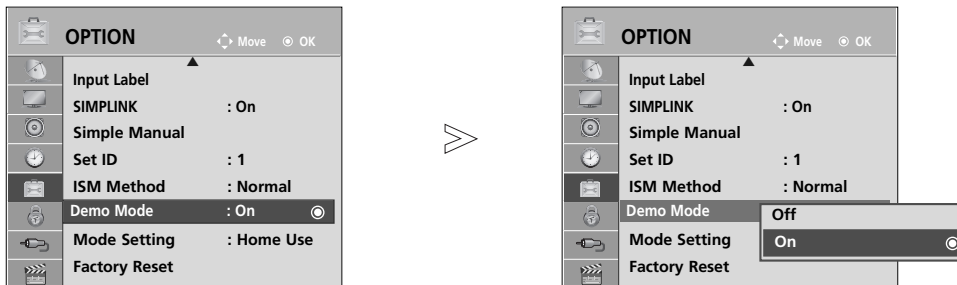 OPTION Move OK
Input Label
SIMPLINK : On
Simple Manual
Set ID : 1
ISM Method : Normal
Demo Mode : On
Mode Setting : Home Use
Factory Reset
OPTION Move OK
Input Label
SIMPLINK : On
Simple Manual
Set ID : 1
ISM Method : Normal
Demo Mode
Off
Mode Setting
On
Factory Reset